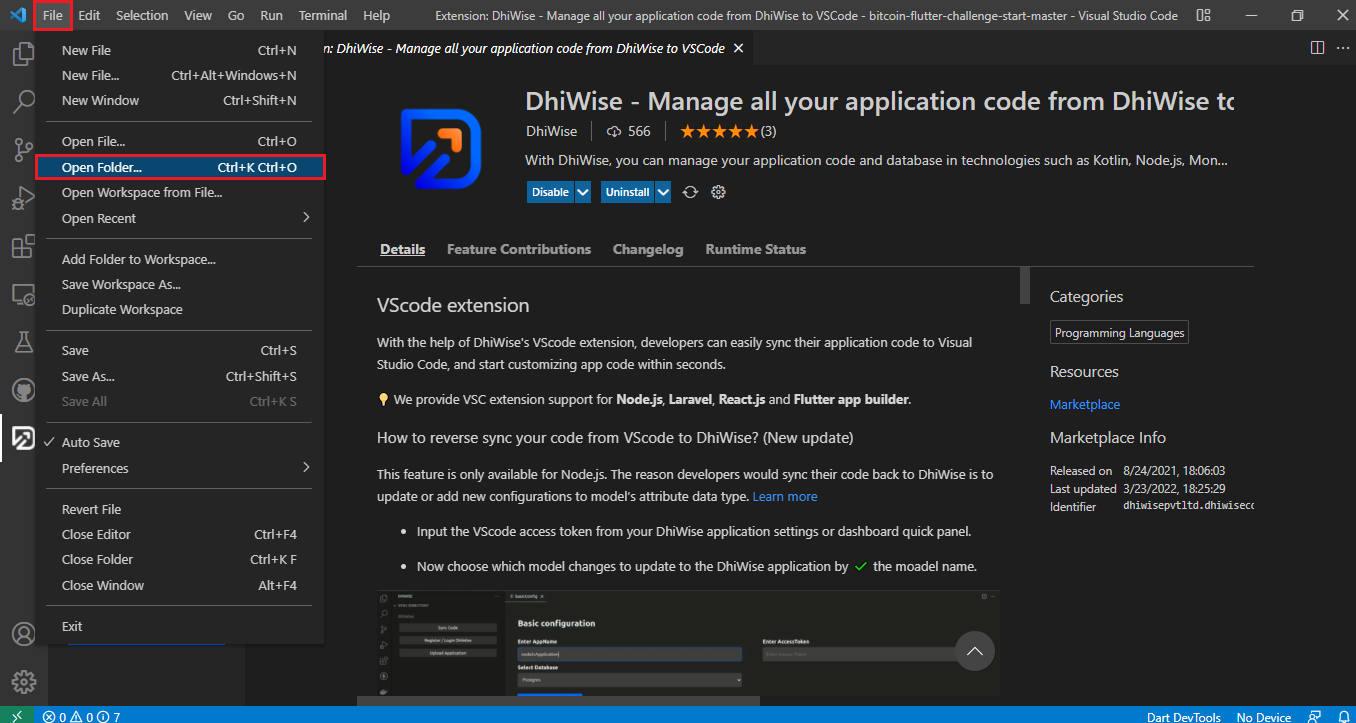 File Edit Selection View Go Run Terminal Help Extension: DhiWise - Manage all your application code from DhiWise to VSCode - bitcoin-flutter-challenge-start-master - Visual Studio Code
n: DhiWise - Manage all your application code from DhiWise to VSCode
New File Ctrl+N
New File... Ctrl+Alt+Windows+N
New Window Ctrl+Shift+N
Open File... Ctrl+O
Open Folder... Ctrl+K Ctrl+O
Open Workspace from File...
Open Recent
Add Folder to Workspace...
Save Workspace As...
Duplicate Workspace
Save Ctrl+S
Save As... Ctrl+Shift+S
Save All Ctrl+K S
Auto Save
Preferences
Revert File
Close Editor Ctrl+F4
Close Folder Ctrl+K F
Close Window Alt+F4
Exit
DhiWise - Manage all your application code from DhiWise to
DhiWise 566 (3)
With DhiWise, you can manage your application code and database in technologies such as Kotlin, Node.js, Mon...
Disable Uninstall
Details Feature Contributions Changelog Runtime Status
VScode extension
With the help of DhiWise's VScode extension, developers can easily sync their application code to Visual
Studio Code, and start customizing app code within seconds.
We provide VSC extension support for Node.js, Laravel, React.js and Flutter app builder.
How to reverse sync your code from VScode to DhiWise? (New update)
This feature is only available for Node.js. The reason developers would sync their code back to DhiWise is to
update or add new configurations to model's attribute data type. Learn more
• Input the VScode access token from your DhiWise application settings or dashboard quick panel.
• Now choose which model changes to update to the DhiWise application by ✓ the moadel name.
Sync Code
Register / Login DhiWise
Upload Application
Basic configuration
Enter AppName
Enter AccessToken
Select Database
Postgres
Enter Access Token
Categories
Programming Languages
Resources
Marketplace
Marketplace Info
Released on 8/24/2021, 18:06:03
Last updated 3/23/2022, 18:25:29
Identifier dhiwisepvtltd.dhiwisecc
0 0 7 Dart DevTools No Device